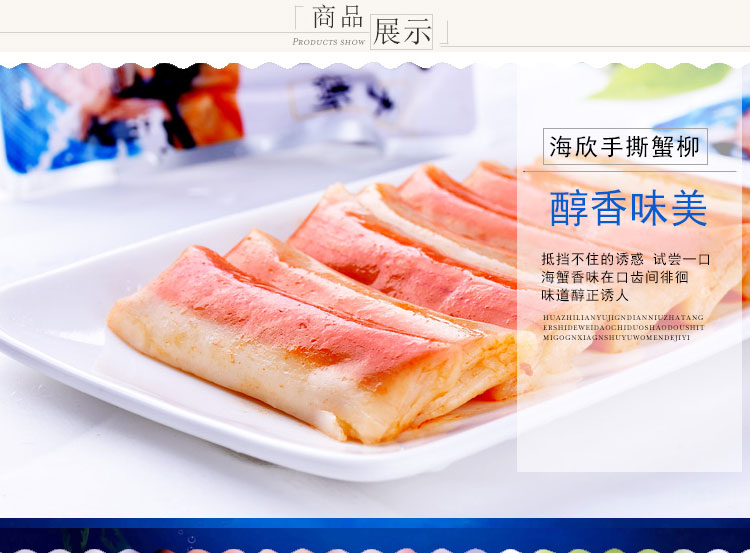 商品
PRODUCTS SHOW
展示
海欣手撕蟹柳
醇香味美
抵挡不住的诱惑 试尝一口
海蟹香味在口齿间徘徊
味道醇正诱人
HUAZHILIANYUJIGNDIANNIUZHATANG
ERSHIDEWEIDAOCHIDUOSHAODOUSHIT
MIGOGNXIAGNSHUYUWOMENDEJIYI